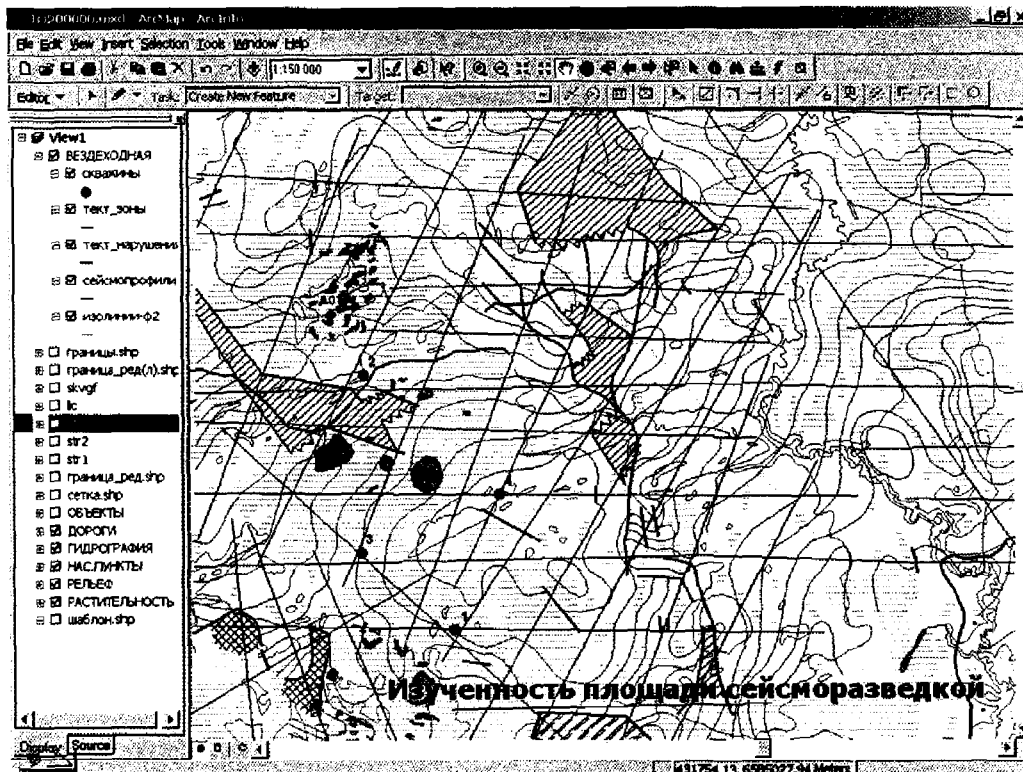 ArcMap - ArcInfo
File Edit View Insert Selection Tools Window Help
1:150 000
Editor Task: Create New Feature Target:
View1
ВЕЗДЕХОДНАЯ
скважины
тект_зоны
тект_нарушени
сейсмопрофили
изолинии-ф2
границы.shp
граница_ред(л).shp
skvgf
lic
str2
str1
граница_ред.shp
сетка.shp
ОБЪЕКТЫ
ДОРОГИ
ГИДРОГРАФИЯ
НАС.ПУНКТЫ
РЕЛЬЕФ
РАСТИТЕЛЬНОСТЬ
шаблон.shp
Изученность площади сейсморазведкой
Display Source